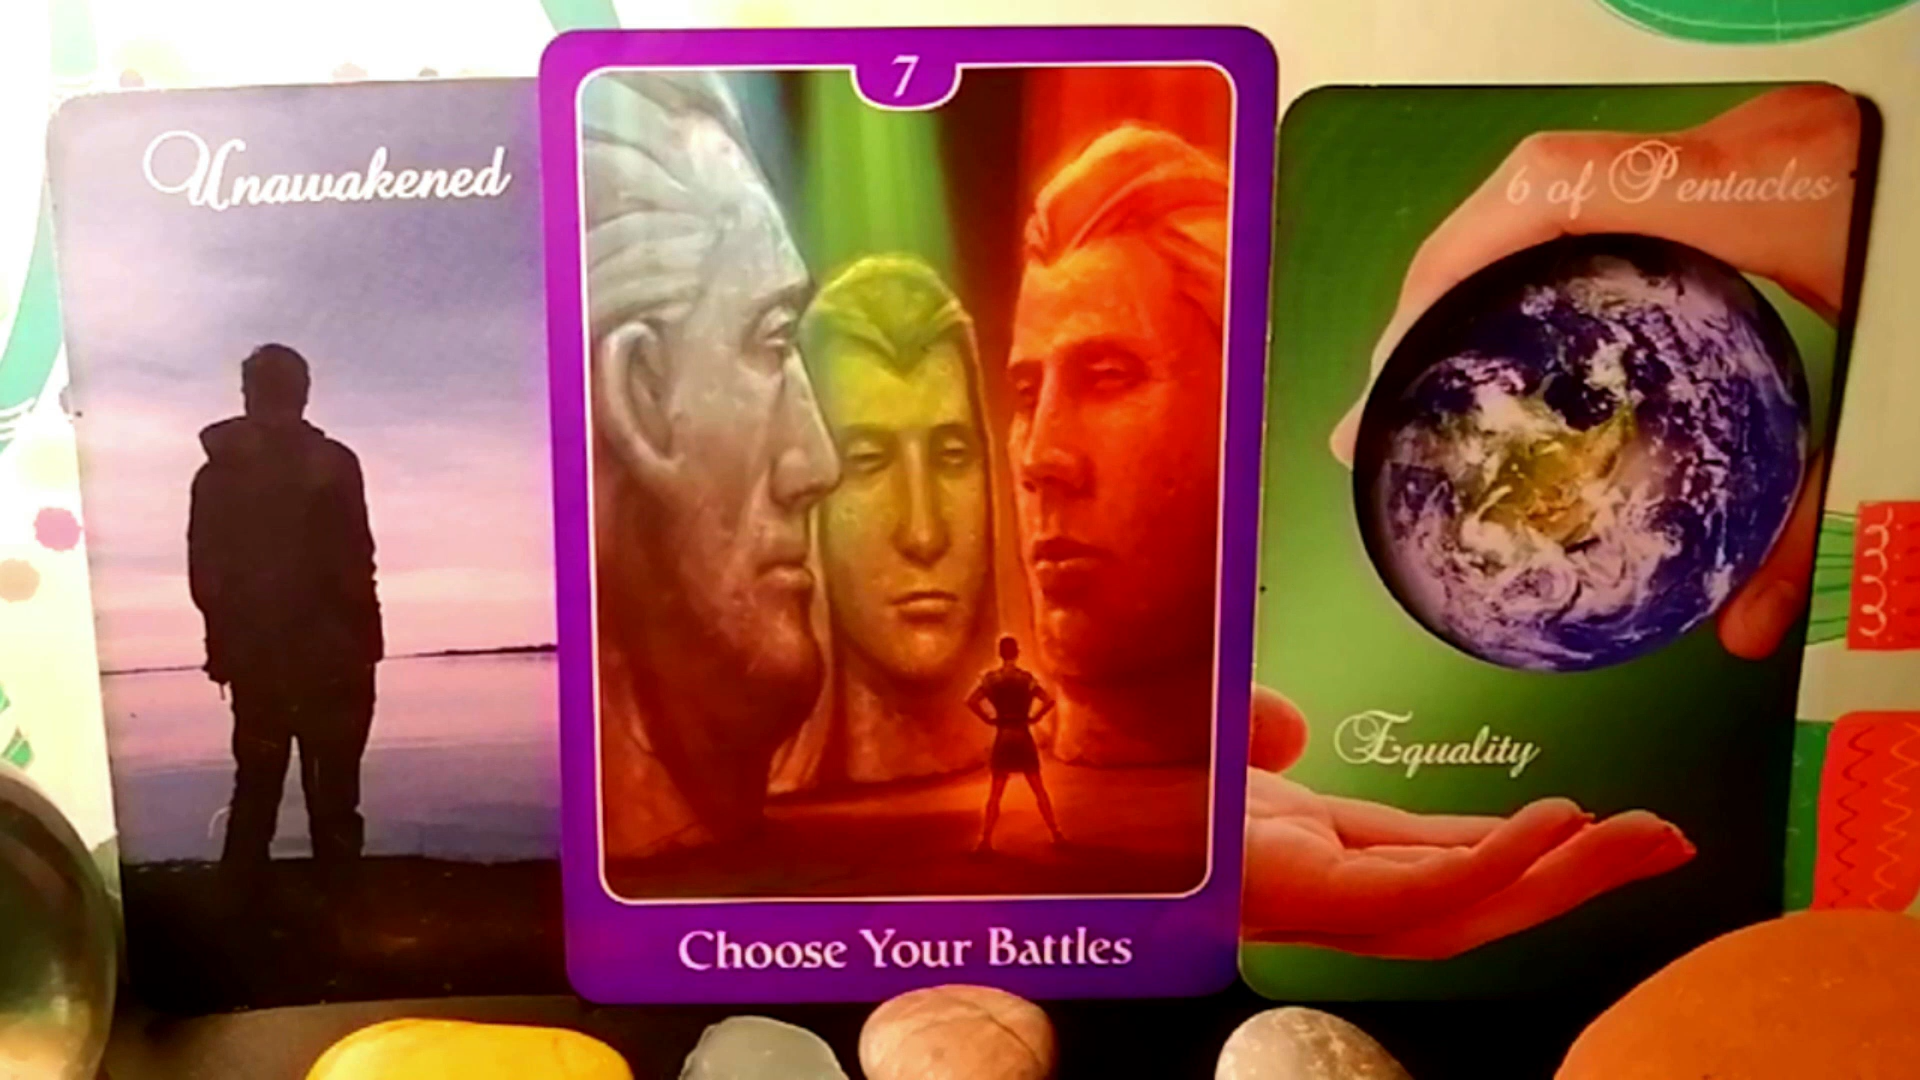 Unawakened
7
Choose Your Battles
6 of Pentacles
Equality